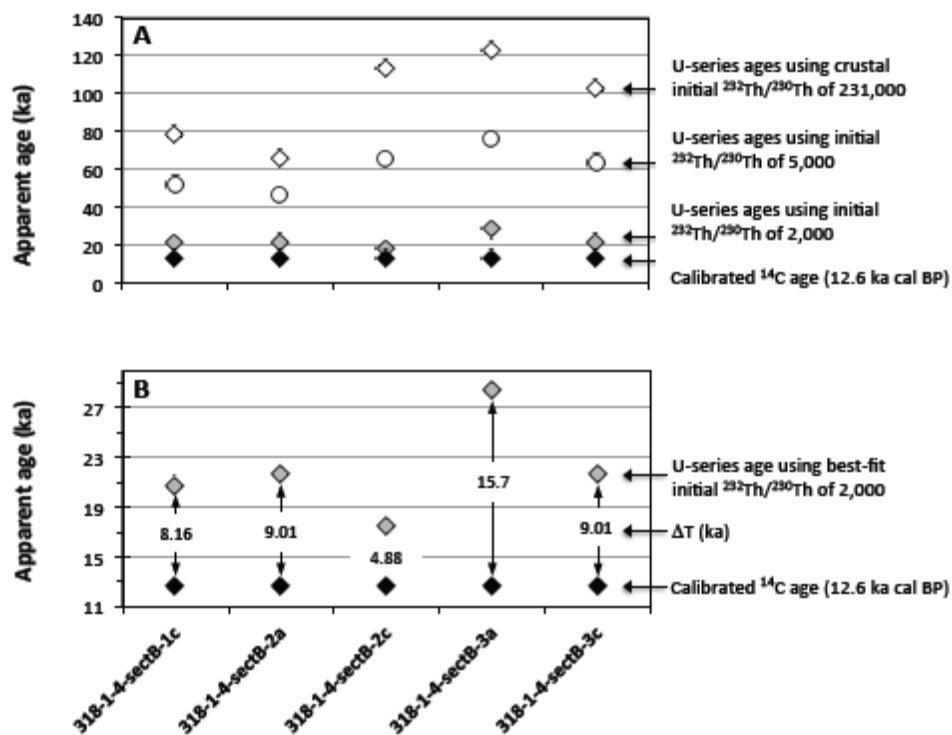 A
Apparent age (ka)
140
120
100
80
60
40
20
0
U-series ages using crustal
initial ²³²Th/²³⁰Th of 231,000
U-series ages using initial
²³²Th/²³⁰Th of 5,000
U-series ages using initial
²³²Th/²³⁰Th of 2,000
Calibrated ¹⁴C age (12.6 ka cal BP)
B
Apparent age (ka)
27
23
19
15
11
8.16
9.01
4.88
15.7
9.01
U-series age using best-fit
initial ²³²Th/²³⁰Th of 2,000
ΔT (ka)
Calibrated ¹⁴C age (12.6 ka cal BP)
318-1-4-sectB-1c
318-1-4-sectB-2a
318-1-4-sectB-2c
318-1-4-sectB-3a
318-1-4-sectB-3c